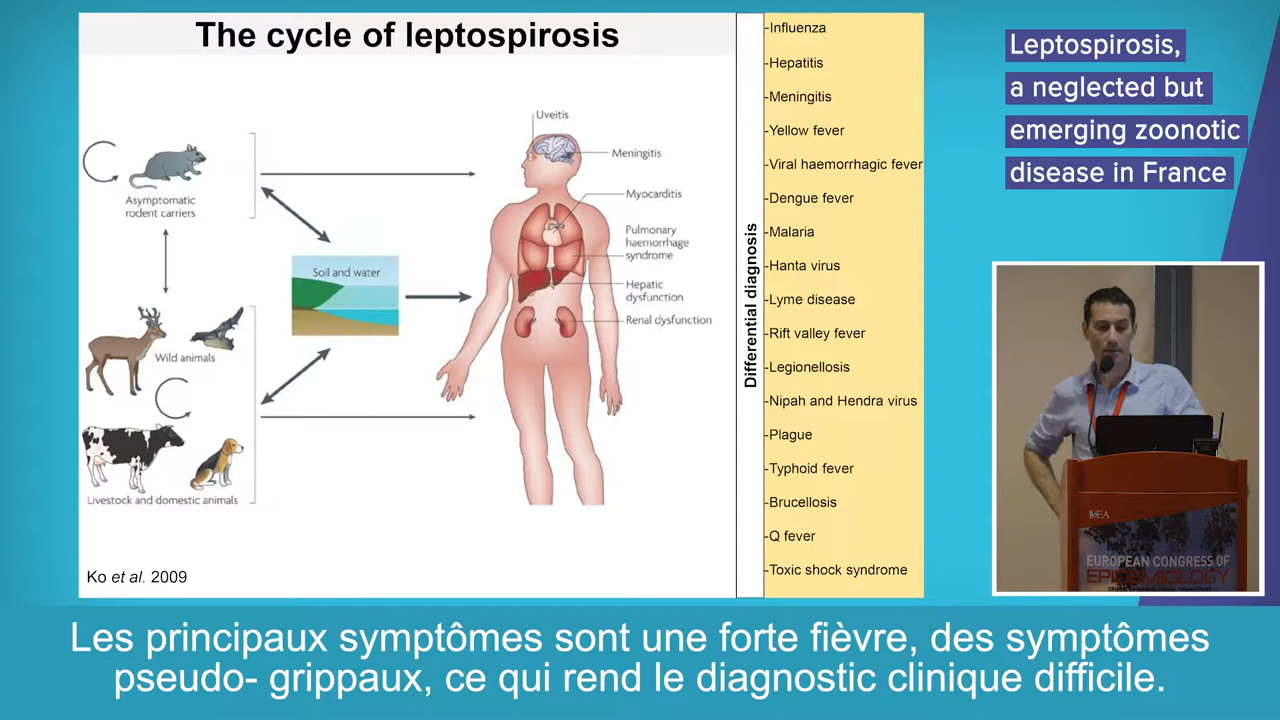 The cycle of leptospirosis
Uveitis
Meningitis
Myocarditis
Pulmonary
haemorrhage
syndrome
Hepatic
dysfunction
Renal dysfunction
Asymptomatic
rodent carriers
Soil and water
Wild animals
Livestock and domestic animals
Ko et al. 2009
Differential diagnosis
-Influenza
-Hepatitis
-Meningitis
-Yellow fever
-Viral haemorrhagic fever
-Dengue fever
-Malaria
-Hanta virus
-Lyme disease
-Rift valley fever
-Legionellosis
-Nipah and Hendra virus
-Plague
-Typhoid fever
-Brucellosis
-Q fever
-Toxic shock syndrome
Leptospirosis,
a neglected but
emerging zoonotic
disease in France
EUROPEAN CONGRESS OF
EPIDEMIOLOGY
Les principaux symptômes sont une forte fièvre, des symptômes
pseudo- grippaux, ce qui rend le diagnostic clinique difficile.